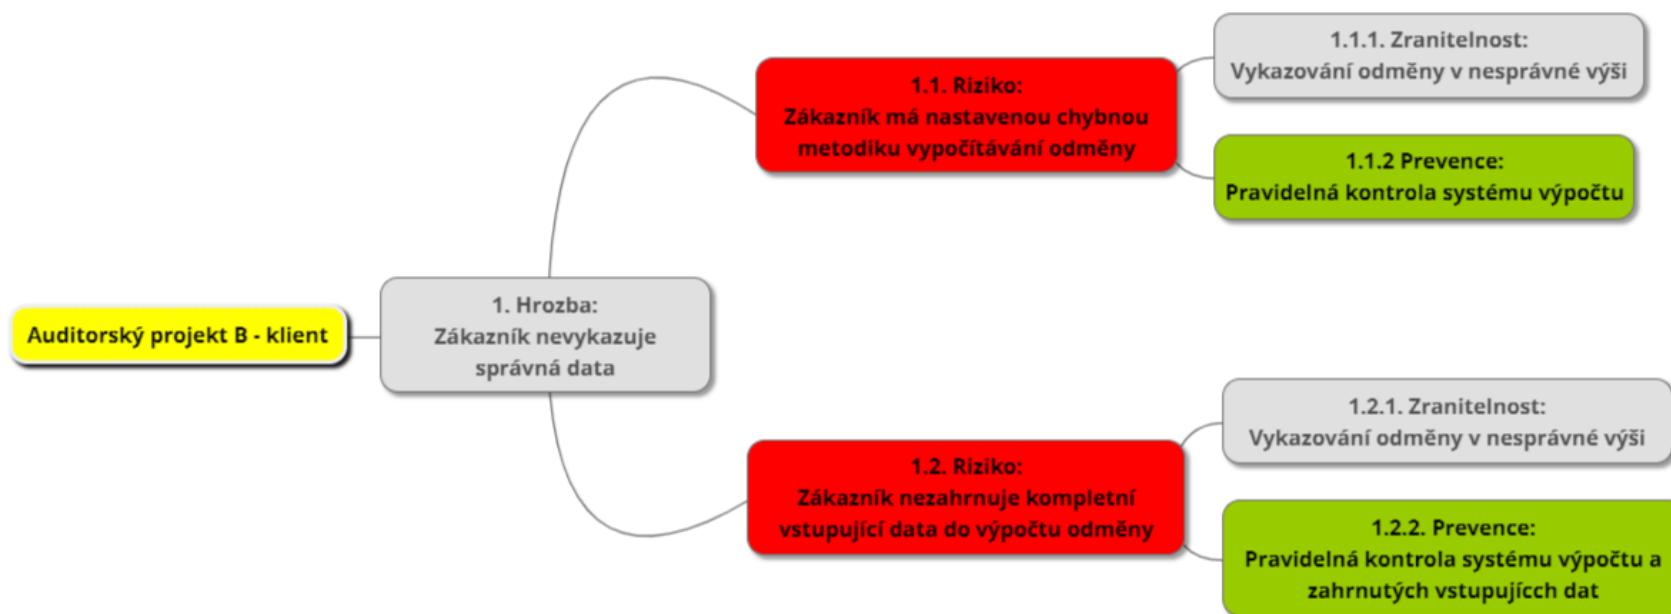 Auditorský projekt B - klient
1. Hrozba:
Zákazník nevykazuje
správná data
1.1. Riziko:
Zákazník má nastavenou chybnou
metodiku vypočítávání odměny
1.1.1. Zranitelnost:
Vykazování odměny v nesprávné výši
1.1.2 Prevence:
Pravidelná kontrola systému výpočtu
1.2. Riziko:
Zákazník nezahrnuje kompletní
vstupující data do výpočtu odměny
1.2.1. Zranitelnost:
Vykazování odměny v nesprávné výši
1.2.2. Prevence:
Pravidelná kontrola systému výpočtu a
zahrnutých vstupujícch dat